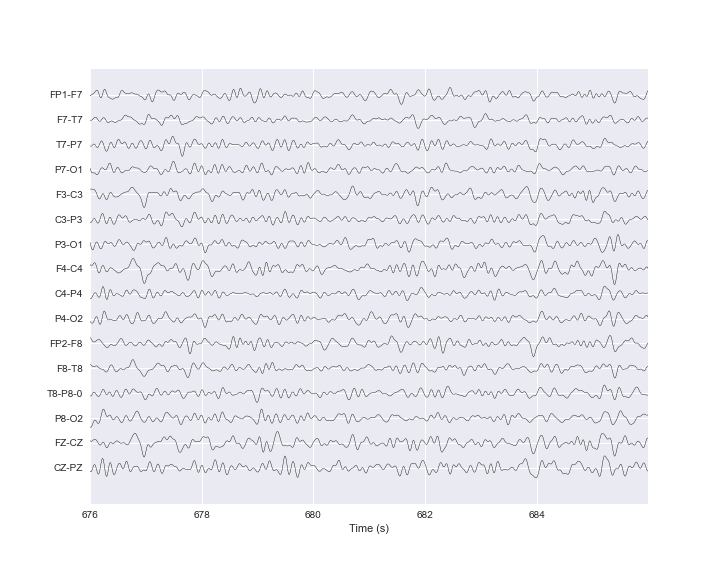 FP1-F7
F7-T7
T7-P7
P7-O1
F3-C3
C3-P3
P3-O1
F4-C4
C4-P4
P4-O2
FP2-F8
F8-T8
T8-P8-0
P8-O2
FZ-CZ
CZ-PZ
676 678 680 682 684
Time (s)